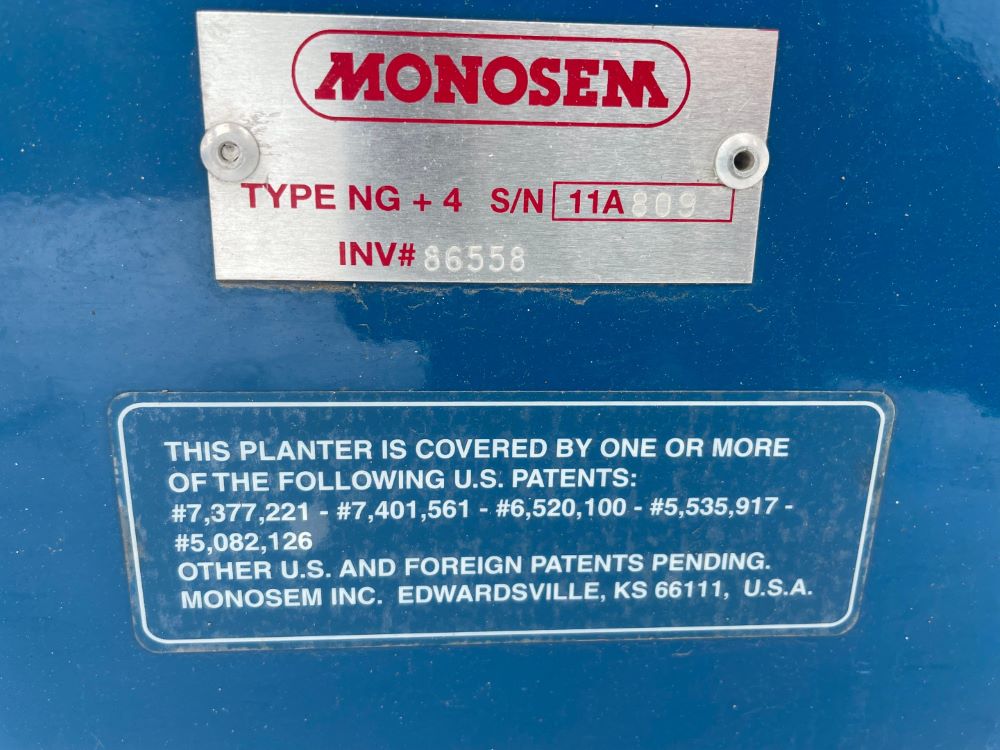 MONOSEM
TYPE NG + 4 S/N 11A 809
INV# 86558
THIS PLANTER IS COVERED BY ONE OR MORE
OF THE FOLLOWING U.S. PATENTS:
#7,377,221 - #7,401,561 - #6,520,100 - #5,535,917 -
#5,082,126
OTHER U.S. AND FOREIGN PATENTS PENDING.
MONOSEM INC. EDWARDSVILLE, KS 66111, U.S.A.